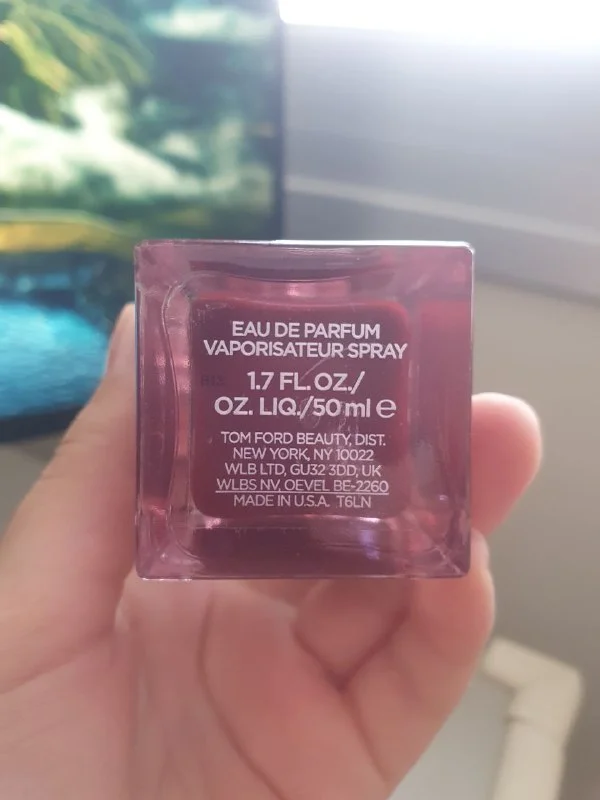 EAU DE PARFUM
VAPORISATEUR SPRAY
1.7 FL. OZ./
OZ. LIQ./50 ml e
TOM FORD BEAUTY, DIST.
NEW YORK, NY 10022
WLB LTD, GU32 3DD, UK
WLBS NV, OEVEL BE-2260
MADE IN U.S.A. T6LN